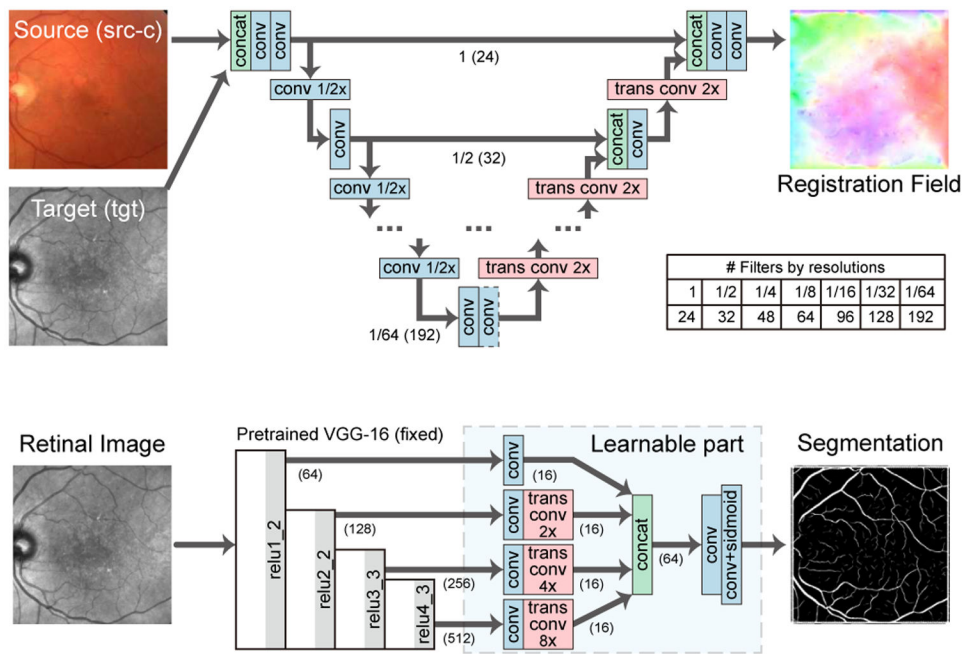 Source (src-c)
concat
conv
conv
1 (24)
concat
conv
conv
conv 1/2x
trans conv 2x
conv
1/2 (32)
concat
conv
conv 1/2x
trans conv 2x
Target (tgt)
Registration Field
...
...
...
conv 1/2x
trans conv 2x
conv
conv
1/64 (192)
# Filters by resolutions
1 1/2 1/4 1/8 1/16 1/32 1/64
24 32 48 64 96 128 192
Retinal Image
Pretrained VGG-16 (fixed)
Learnable part
Segmentation
relu1_2
relu2_2
relu3_3
relu4_3
(64)
(128)
(256)
(512)
conv
(16)
conv
trans
conv
2x
(16)
conv
trans
conv
4x
(16)
conv
trans
conv
8x
(16)
concat
(64)
conv
conv+sidmoid